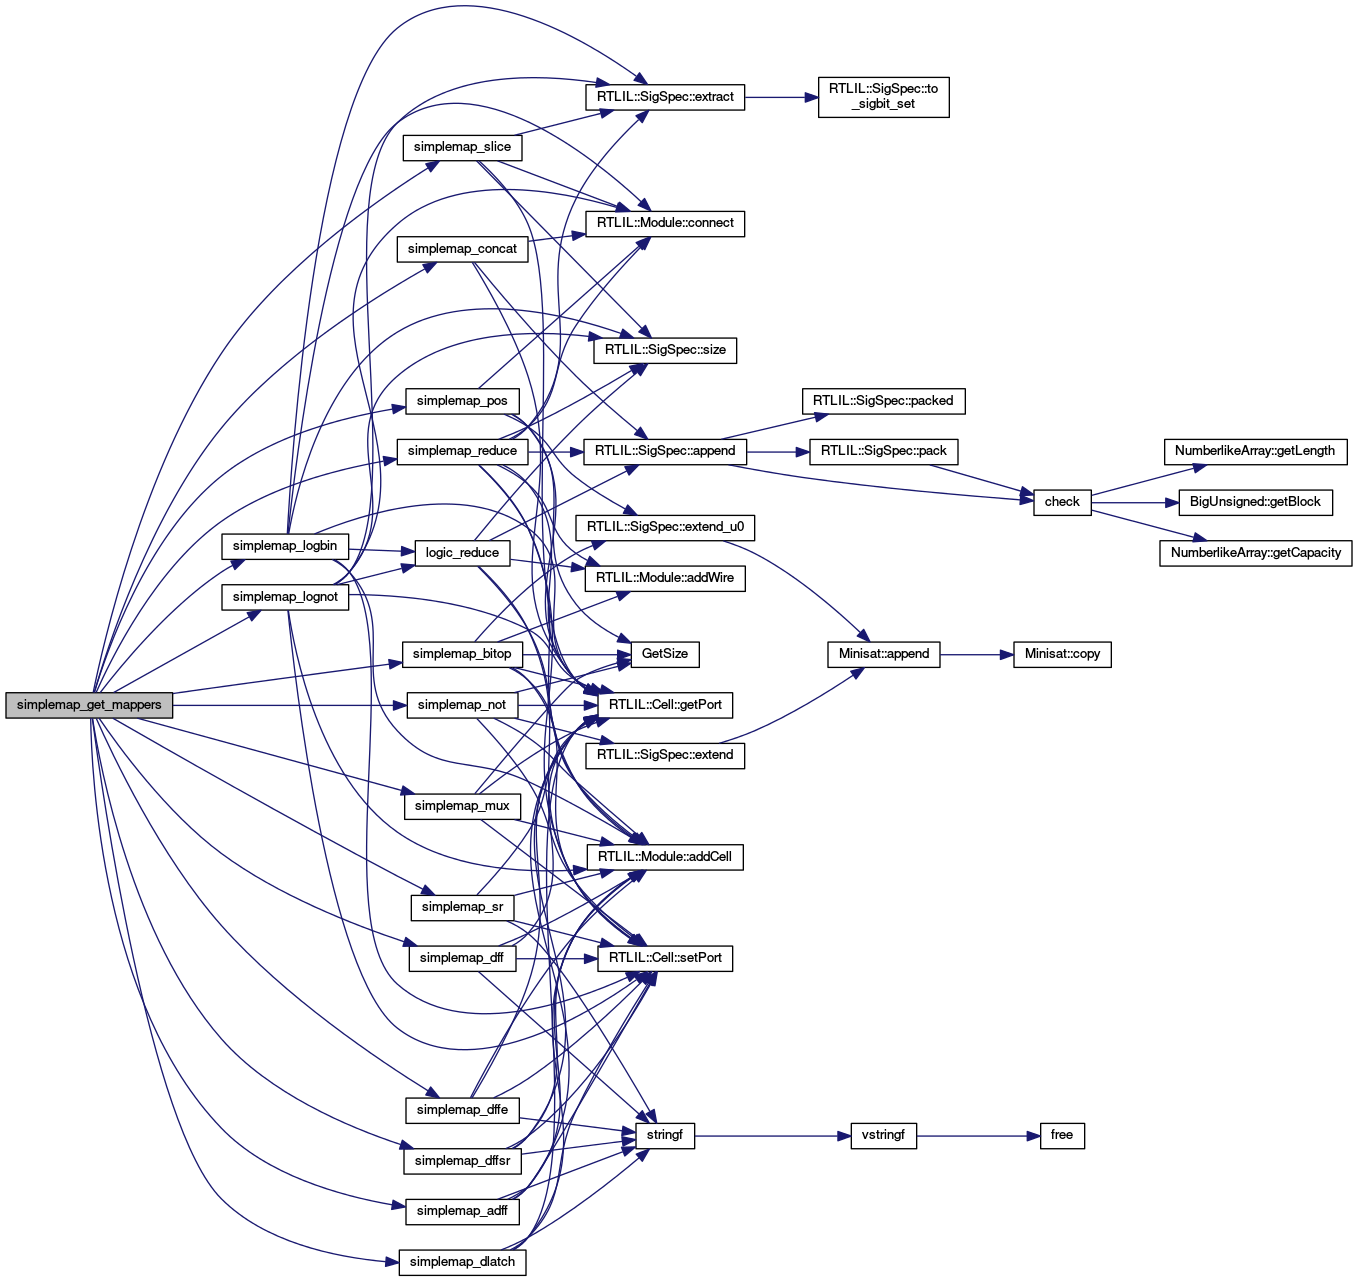 RTLIL::SigSpec::extract
RTLIL::SigSpec::to
_sigbit_set
simplemap_slice
RTLIL::Module::connect
simplemap_concat
RTLIL::SigSpec::size
simplemap_pos
RTLIL::SigSpec::packed
simplemap_reduce
RTLIL::SigSpec::append
RTLIL::SigSpec::pack
NumberlikeArray::getLength
check
BigUnsigned::getBlock
RTLIL::SigSpec::extend_u0
simplemap_logbin
logic_reduce
NumberlikeArray::getCapacity
RTLIL::Module::addWire
simplemap_lognot
simplemap_bitop
GetSize
Minisat::append
Minisat::copy
simplemap_get_mappers
simplemap_not
RTLIL::Cell::getPort
RTLIL::SigSpec::extend
simplemap_mux
RTLIL::Module::addCell
simplemap_sr
simplemap_dff
RTLIL::Cell::setPort
simplemap_dffe
stringf
vstringf
free
simplemap_dffsr
simplemap_adff
simplemap_dlatch